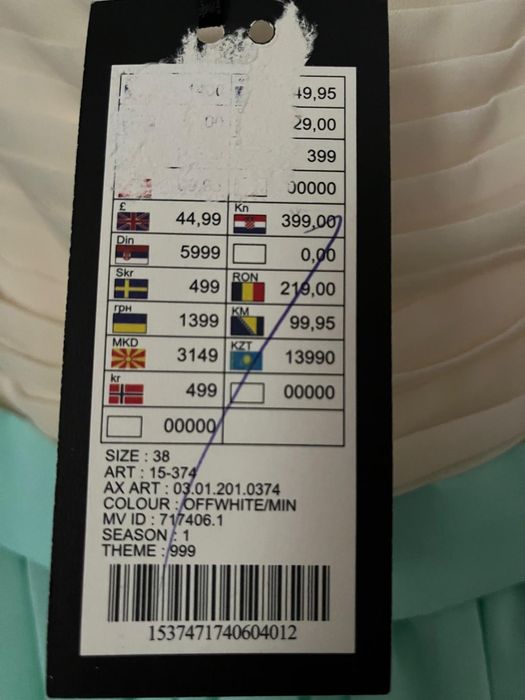 49,95
29,00
399
00000
£ 44,99 Kn 399,00
Din 5999 0,00
Skr 499 RON 219,00
грн 1399 KM 99,95
MKD 3149 KZT 13990
kr 499 00000
00000
SIZE : 38
ART : 15-374
AX ART : 03.01.201.0374
COLOUR : OFFWHITE/MIN
MV ID : 717406.1
SEASON : 1
THEME : 999
1537471740604012